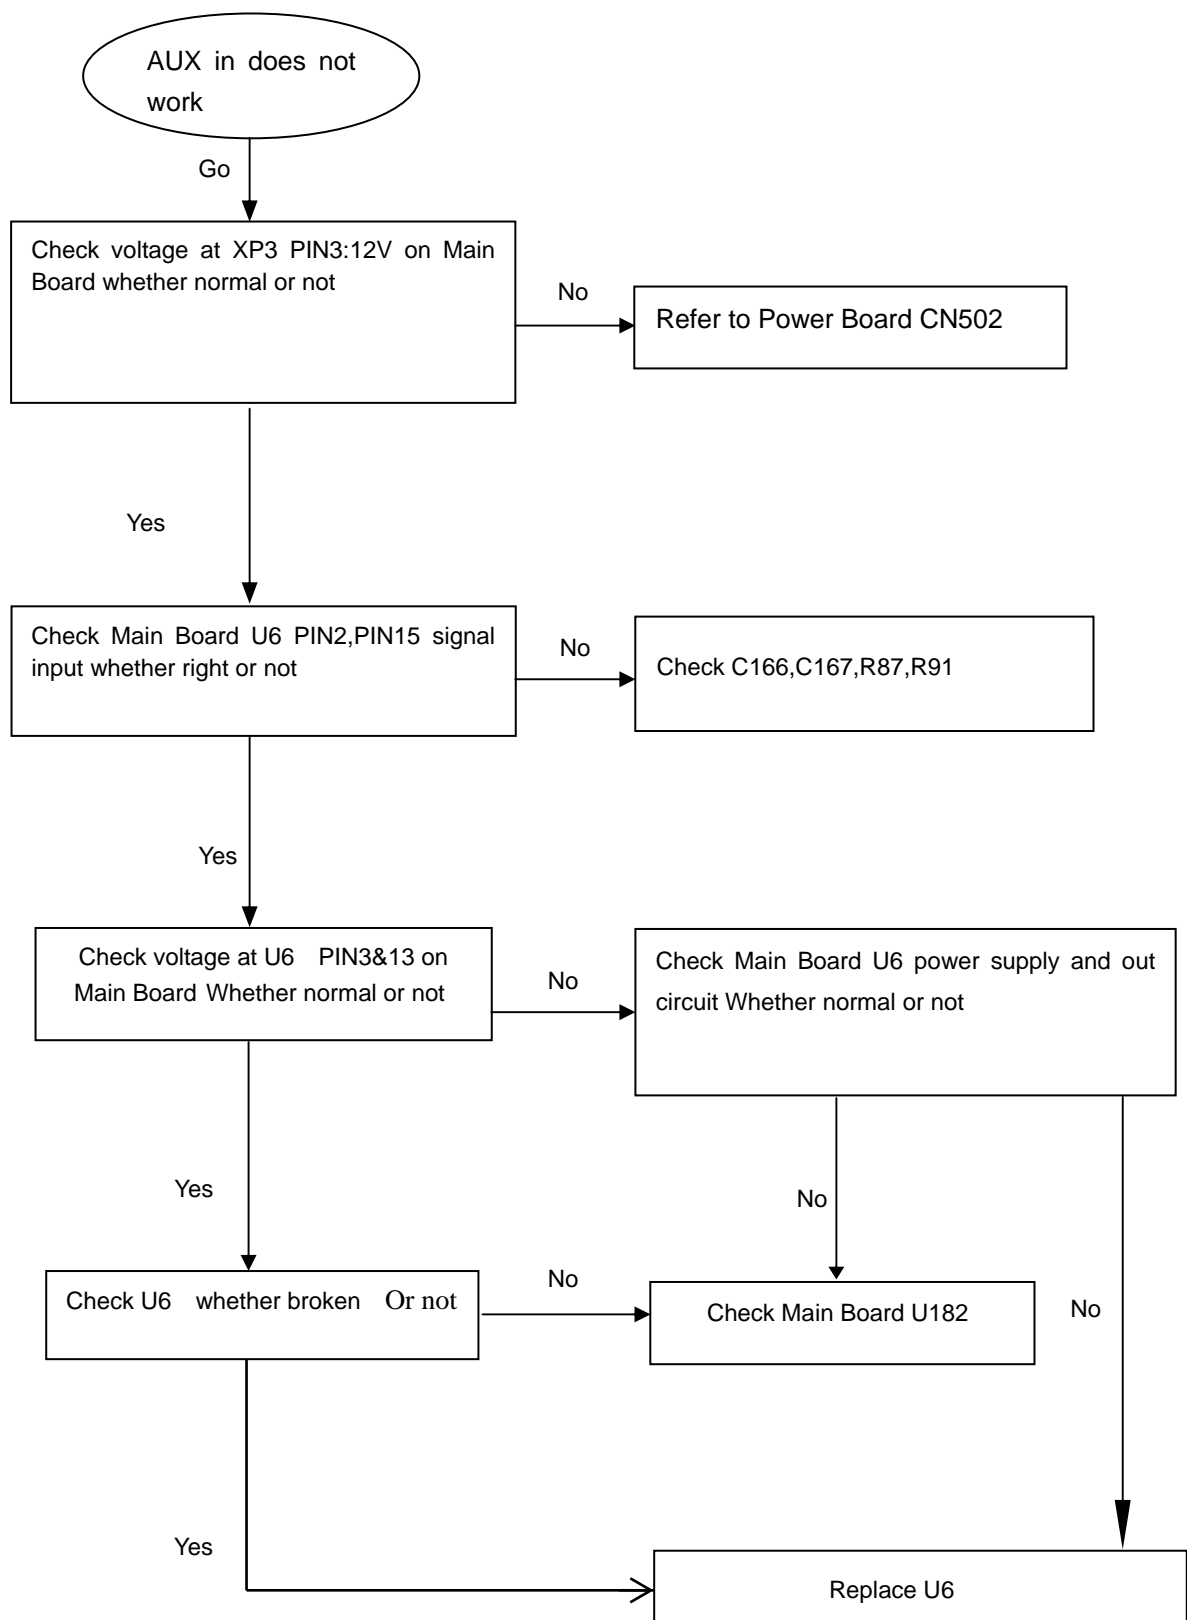 AUX in does not
work
Go
Check voltage at XP3 PIN3:12V on Main
Board whether normal or not
No
Refer to Power Board CN502
Yes
Check Main Board U6 PIN2,PIN15 signal
input whether right or not
No
Check C166,C167,R87,R91
Yes
Check voltage at U6 PIN3&13 on
Main Board Whether normal or not
No
Check Main Board U6 power supply and out
circuit Whether normal or not
Yes
No
No
Check U6 whether broken Or not
No
Check Main Board U182
Yes
Replace U6